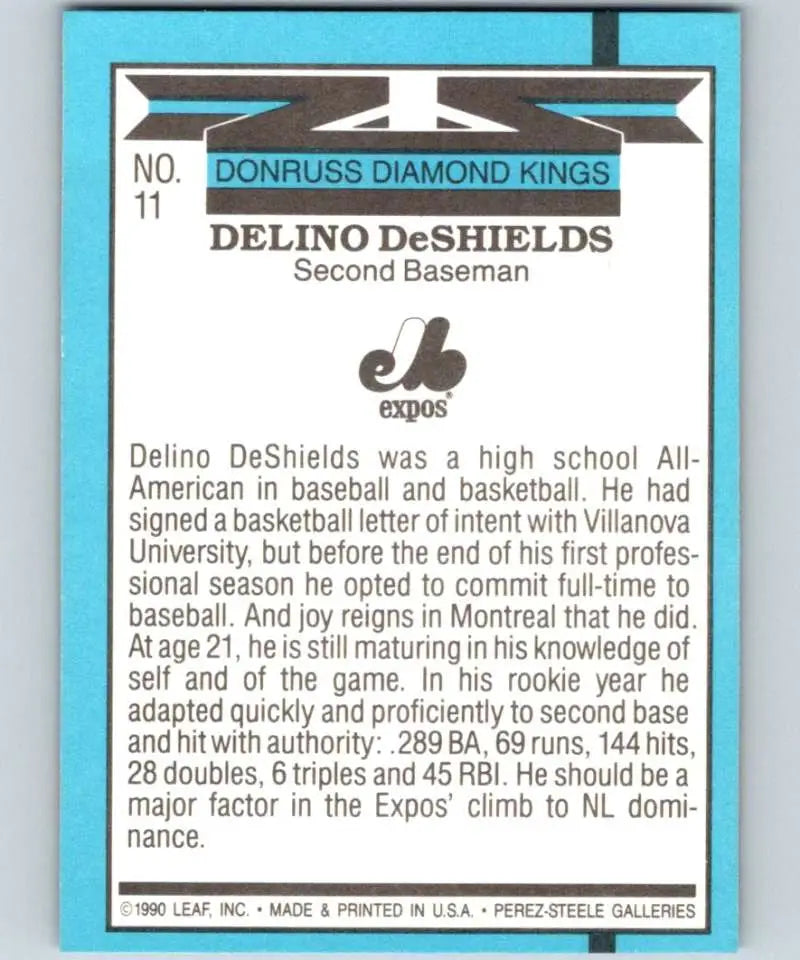 NO.
11
DONRUSS DIAMOND KINGS
DELINO DeSHIELDS
Second Baseman
expos®
Delino DeShields was a high school All-
American in baseball and basketball. He had
signed a basketball letter of intent with Villanova
University, but before the end of his first profes-
sional season he opted to commit full-time to
baseball. And joy reigns in Montreal that he did.
At age 21, he is still maturing in his knowledge of
self and of the game. In his rookie year he
adapted quickly and proficiently to second base
and hit with authority: .289 BA, 69 runs, 144 hits,
28 doubles, 6 triples and 45 RBI. He should be a
major factor in the Expos' climb to NL domi-
nance.
©1990 LEAF, INC. • MADE & PRINTED IN U.S.A. • PEREZ-STEELE GALLERIES